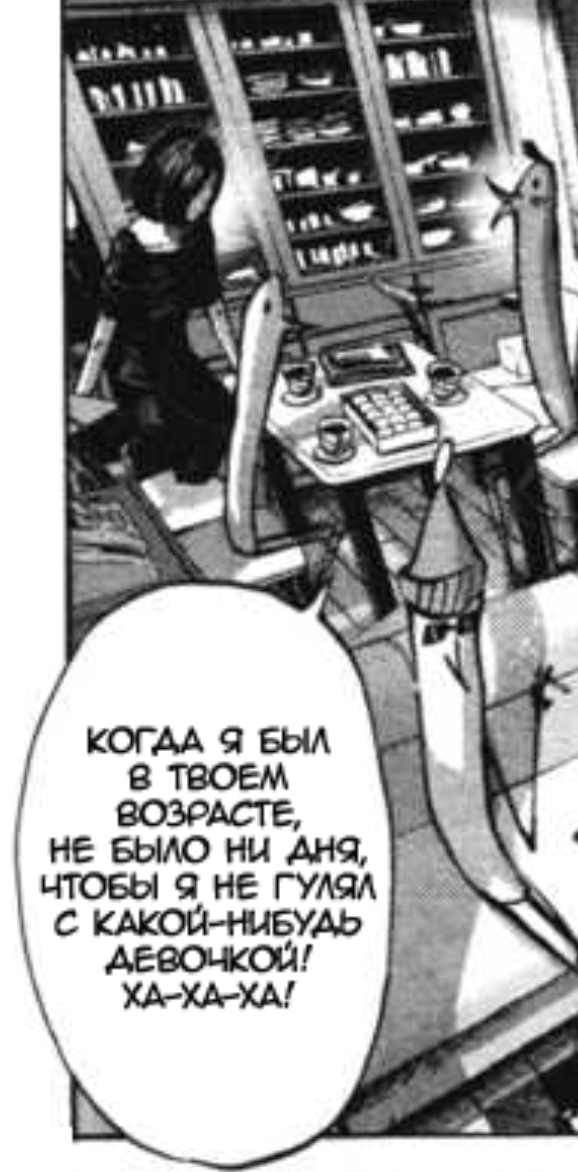 КОГДА Я БЫЛ
В ТВОЕМ
ВОЗРАСТЕ,
НЕ БЫЛО НИ ДНЯ,
ЧТОБЫ Я НЕ ГУЛЯЛ
С КАКОЙ-НИБУДЬ
ДЕВОЧКОЙ!
ХА-ХА-ХА!